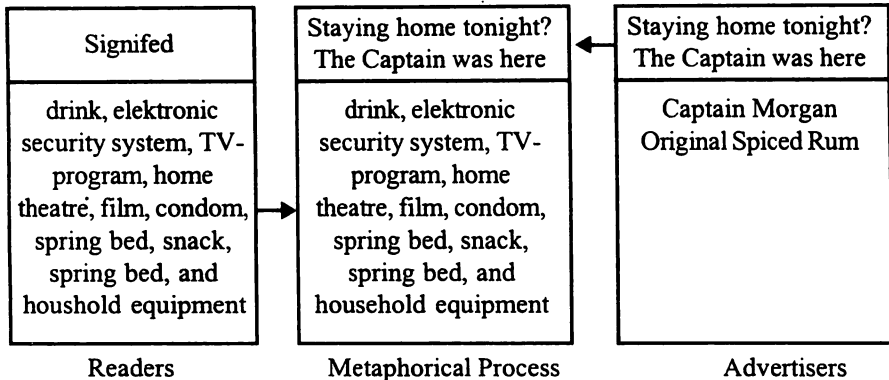 Signifed
drink, elektronic
security system, TV-
program, home
theatre, film, condom,
spring bed, snack,
spring bed, and
houshold equipment
Readers
Staying home tonight?
The Captain was here
drink, elektronic
security system, TV-
program, home
theatre, film, condom,
spring bed, snack,
spring bed, and
household equipment
Metaphorical Process
Staying home tonight?
The Captain was here
Captain Morgan
Original Spiced Rum
Advertisers